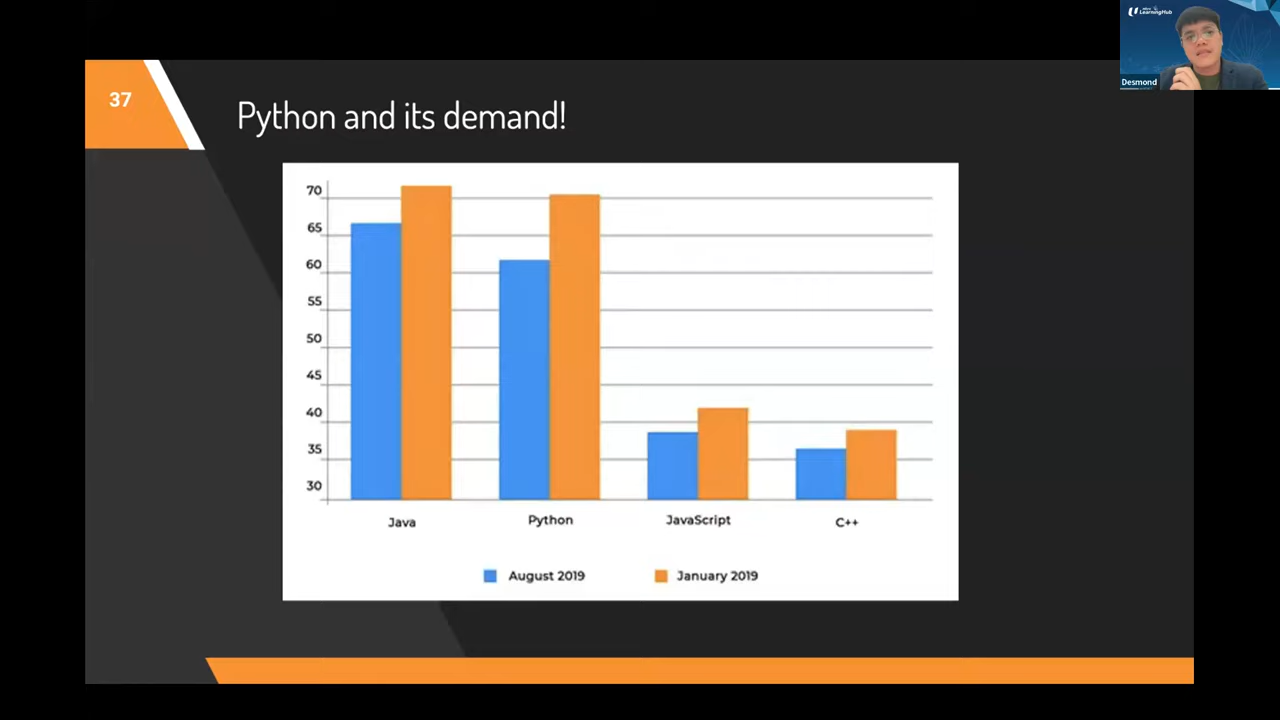 LearningHub
Desmond
37
Python and its demand!
70
65
60
55
50
45
40
35
30
Java
Python
JavaScript
C++
August 2019
January 2019